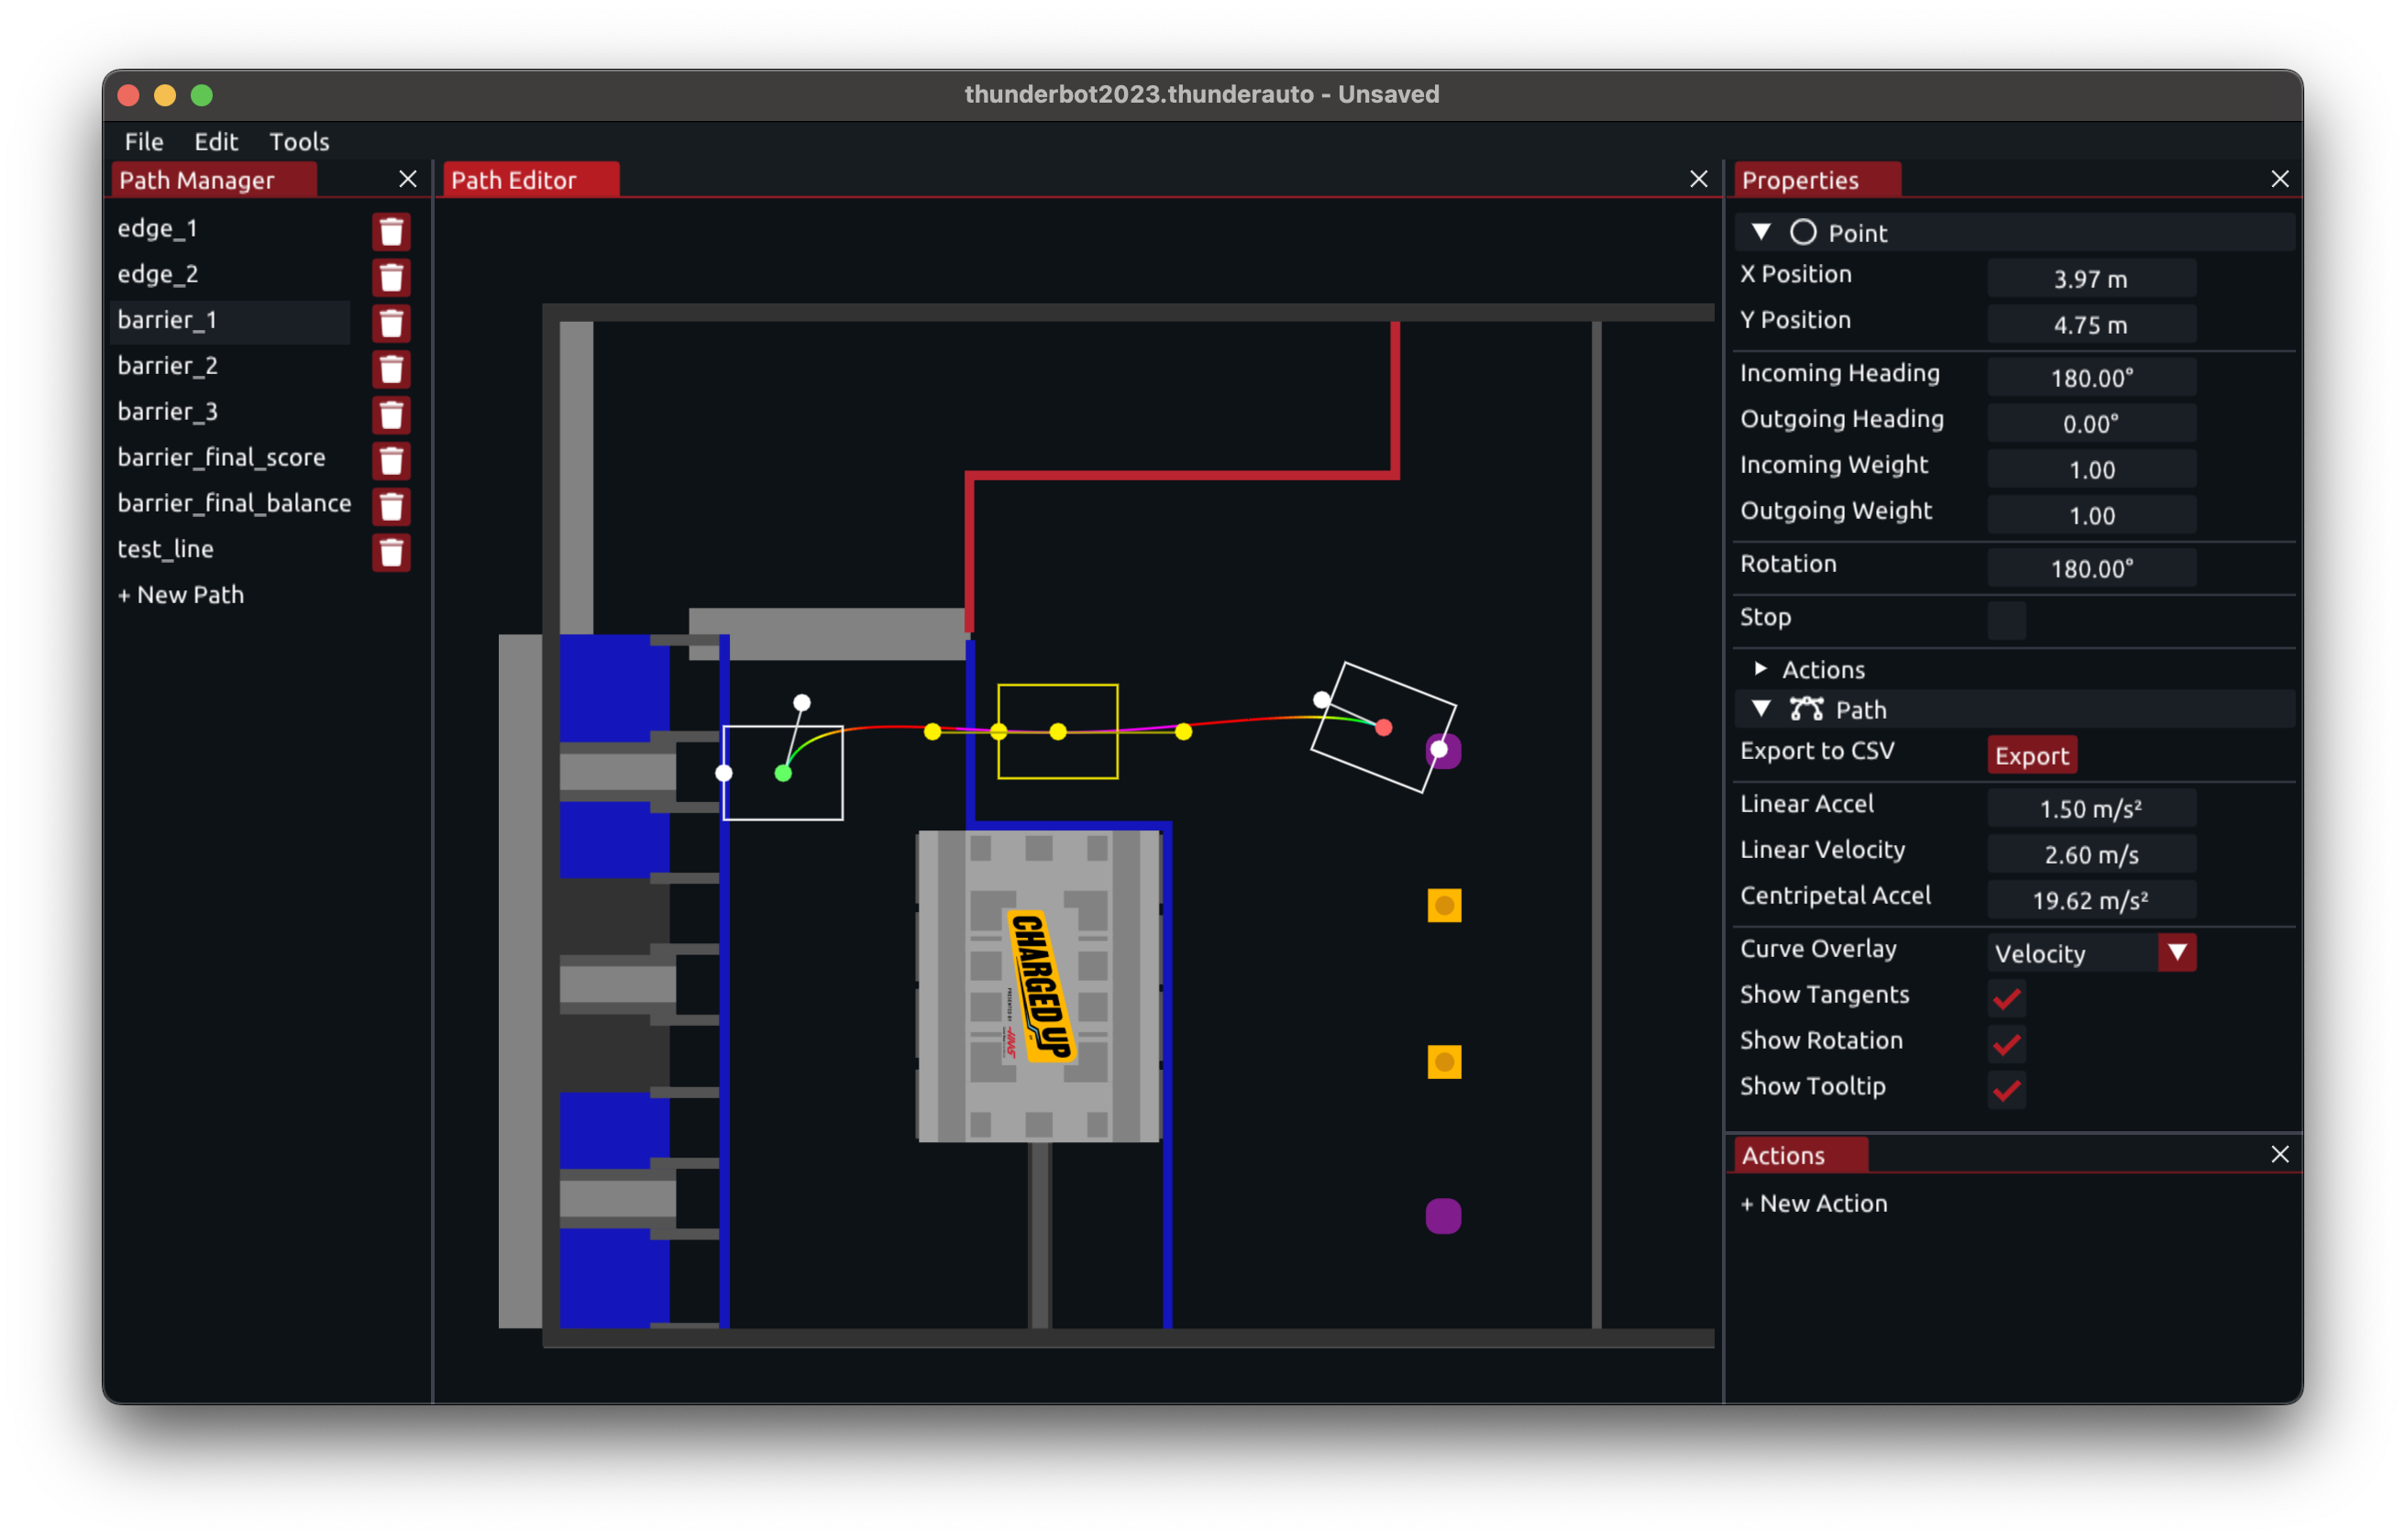 thunderbot2023.thunderauto - Unsaved
File Edit Tools
Path Manager
edge_1
edge_2
barrier_1
barrier_2
barrier_3
barrier_final_score
barrier_final_balance
test_line
+ New Path
Path Editor
CHARGED UP
PRESENTED BY
HAAS
Properties
Point
X Position 3.97 m
Y Position 4.75 m
Incoming Heading 180.00°
Outgoing Heading 0.00°
Incoming Weight 1.00
Outgoing Weight 1.00
Rotation 180.00°
Stop
Actions
Path
Export to CSV Export
Linear Accel 1.50 m/s²
Linear Velocity 2.60 m/s
Centripetal Accel 19.62 m/s²
Curve Overlay Velocity
Show Tangents
Show Rotation
Show Tooltip
Actions
+ New Action